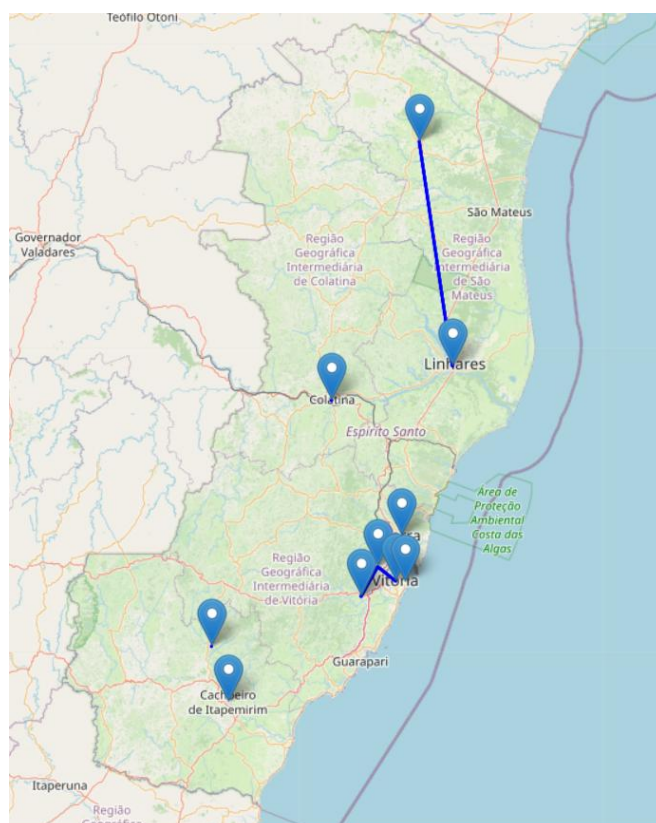 Teófilo Otoni
São Mateus
Governador
Valadares
Região
Geográfica
Intermediária
de Colatina
Região
Geográfica
Intermediária
de São
Mateus
Linhares
Colatina
Espírito Santo
Área de
Proteção
Ambiental
Costa das
Algas
Região
Geográfica
Intermediária
de Vitória
Vitória
Guarapari
Cachoeiro
de Itapemirim
Itaperuna
Região
Geográfica